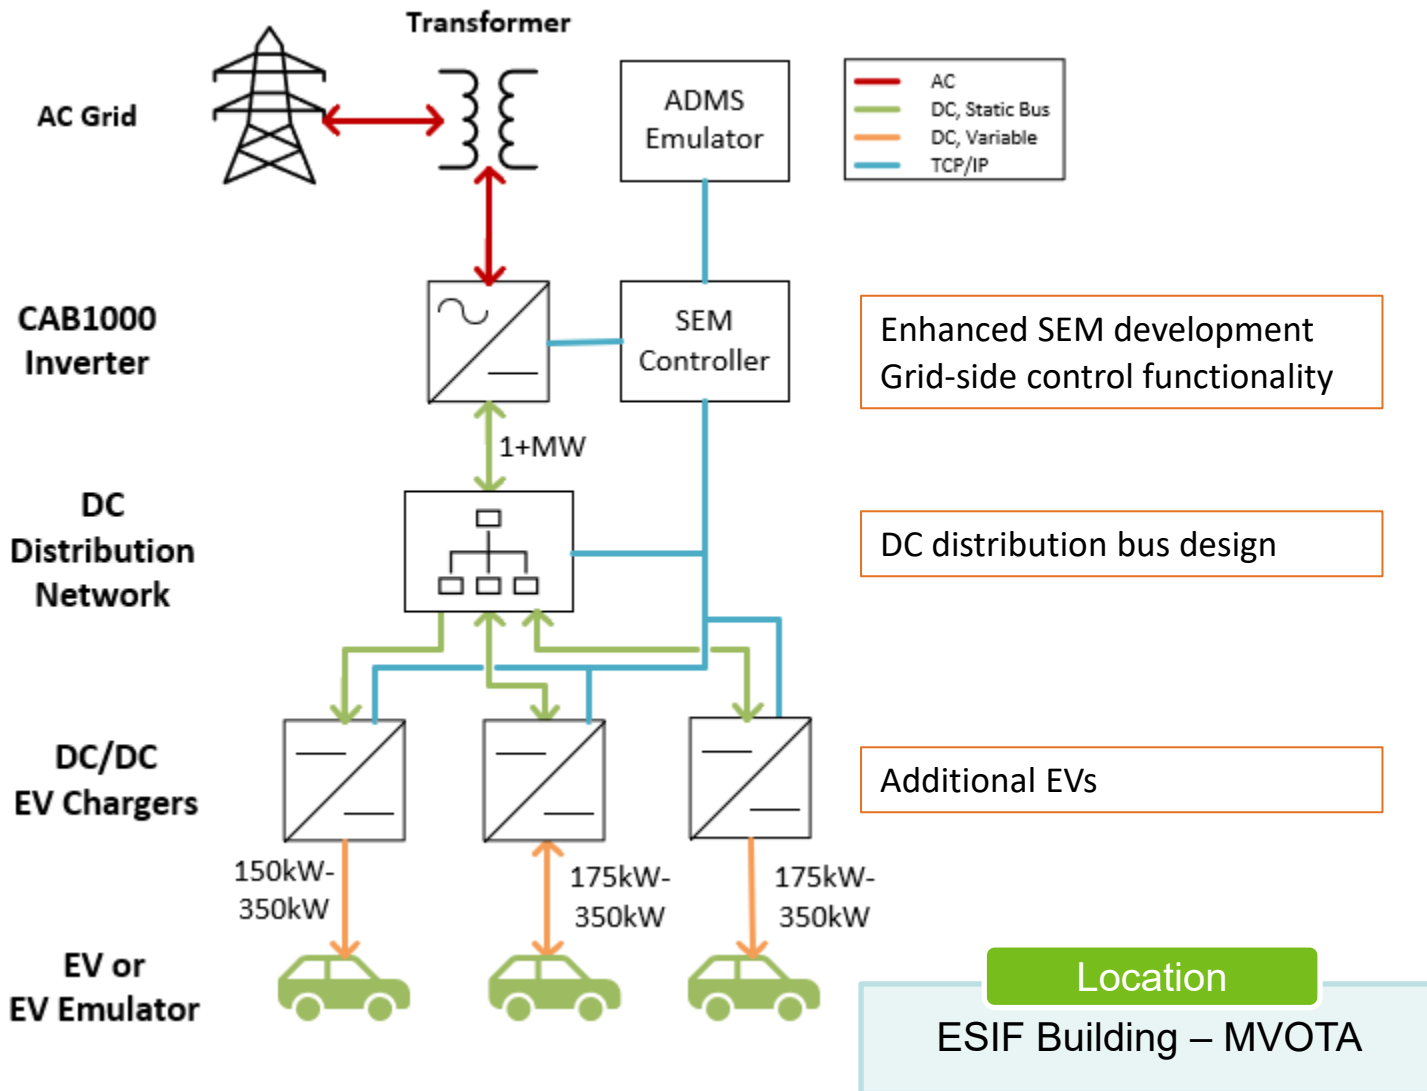 Transformer
AC Grid
ADMS
Emulator
AC
DC, Static Bus
DC, Variable
TCP/IP
CAB1000
Inverter
SEM
Controller
Enhanced SEM development
Grid-side control functionality
1+MW
DC
Distribution
Network
DC distribution bus design
DC/DC
EV Chargers
Additional EVs
150kW-
350kW
175kW-
350kW
175kW-
350kW
EV or
EV Emulator
Location
ESIF Building – MVOTA